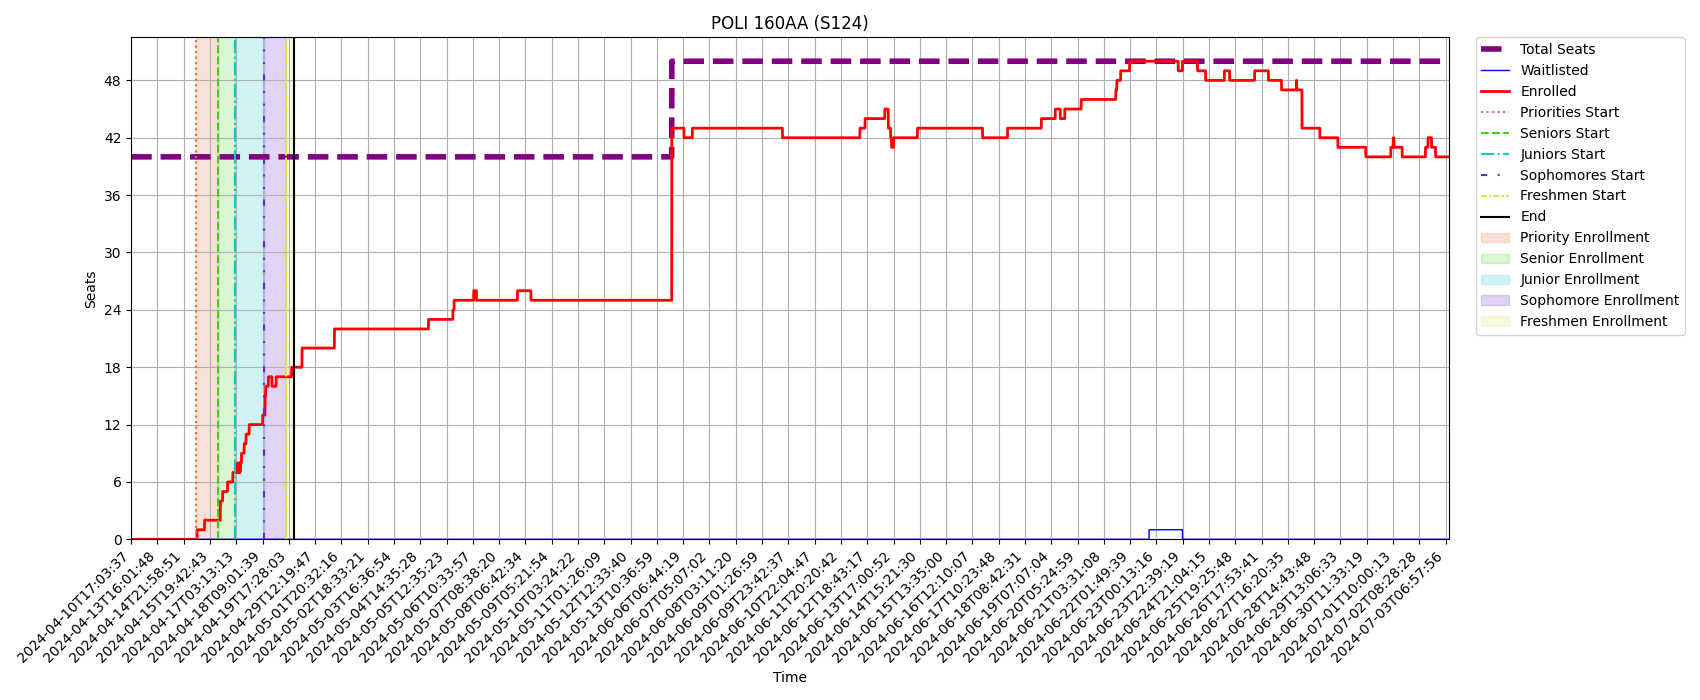 POLI 160AA (S124)
Seats
48
42
36
30
24
18
12
6
0
2024-04-10T17:03:37
2024-04-13T16:01:48
2024-04-14T21:58:51
2024-04-15T19:42:43
2024-04-17T03:13:13
2024-04-18T09:01:39
2024-04-19T17:28:03
2024-04-29T12:19:47
2024-05-01T20:32:16
2024-05-02T18:33:21
2024-05-03T16:36:54
2024-05-04T14:35:28
2024-05-05T12:35:23
2024-05-06T10:33:57
2024-05-07T08:38:20
2024-05-08T06:42:34
2024-05-09T05:21:54
2024-05-10T03:24:22
2024-05-11T01:26:09
2024-05-12T12:33:40
2024-05-13T10:36:59
2024-06-06T06:44:19
2024-06-07T05:07:02
2024-06-08T03:11:20
2024-06-09T01:26:59
2024-06-09T23:42:37
2024-06-10T22:04:47
2024-06-11T20:20:42
2024-06-12T18:43:17
2024-06-13T17:00:52
2024-06-14T15:21:30
2024-06-15T13:35:00
2024-06-16T12:10:07
2024-06-17T10:23:48
2024-06-18T08:42:31
2024-06-19T07:07:04
2024-06-20T05:24:59
2024-06-21T03:31:08
2024-06-22T01:49:39
2024-06-23T00:13:16
2024-06-23T22:39:19
2024-06-24T21:04:15
2024-06-25T19:25:48
2024-06-26T17:53:41
2024-06-27T16:20:35
2024-06-28T14:43:48
2024-06-29T13:06:33
2024-06-30T11:33:19
2024-07-01T10:00:13
2024-07-02T08:28:28
2024-07-03T06:57:56
Time
Total Seats
Waitlisted
Enrolled
Priorities Start
Seniors Start
Juniors Start
Sophomores Start
Freshmen Start
End
Priority Enrollment
Senior Enrollment
Junior Enrollment
Sophomore Enrollment
Freshmen Enrollment